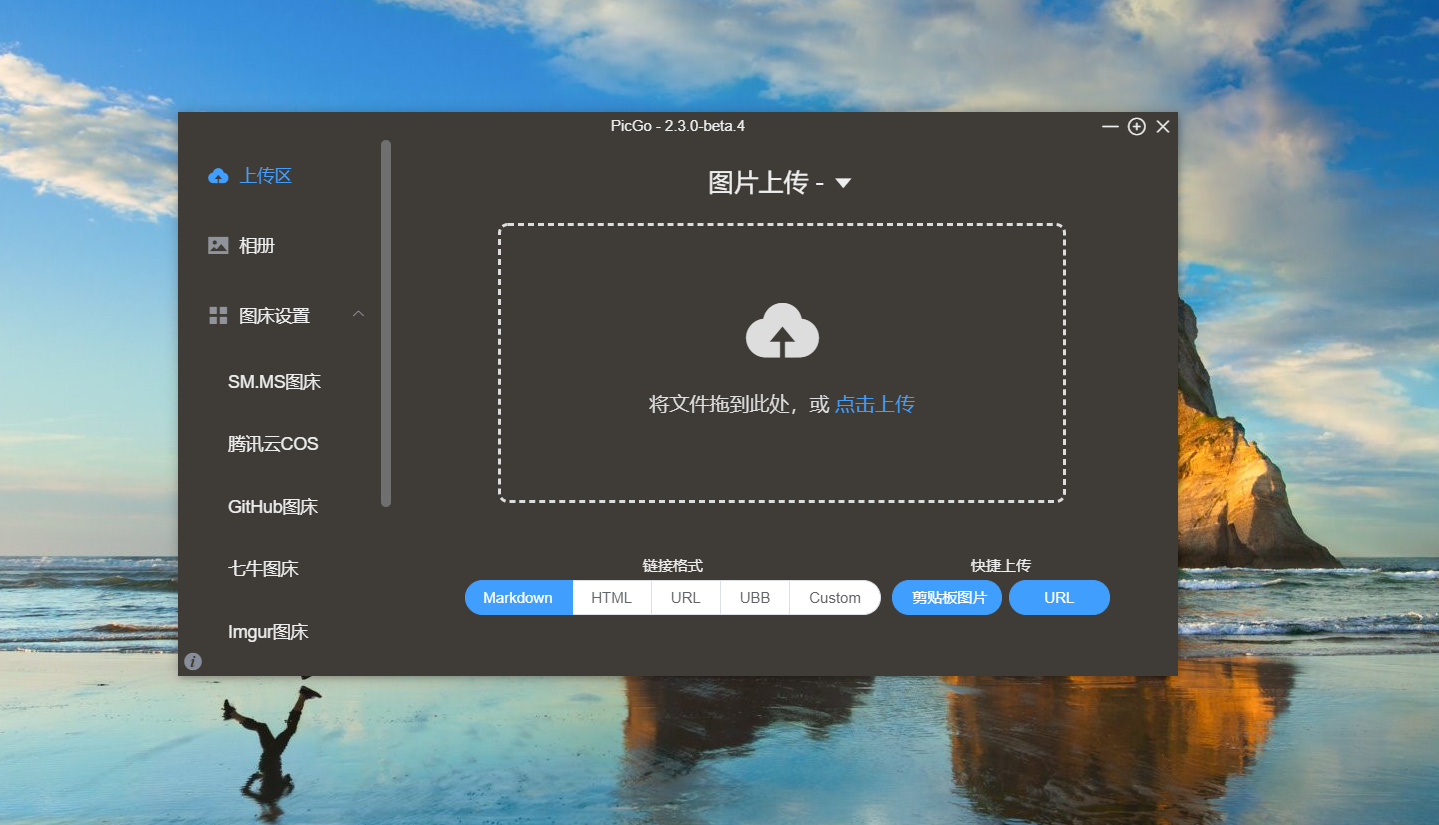 PicGo - 2.3.0-beta.4
上传区
相册
图床设置
SM.MS图床
腾讯云COS
GitHub图床
七牛图床
Imgur图床
图片上传 -
将文件拖到此处，或 点击上传
链接格式
Markdown HTML URL UBB Custom
快捷上传
剪贴板图片 URL